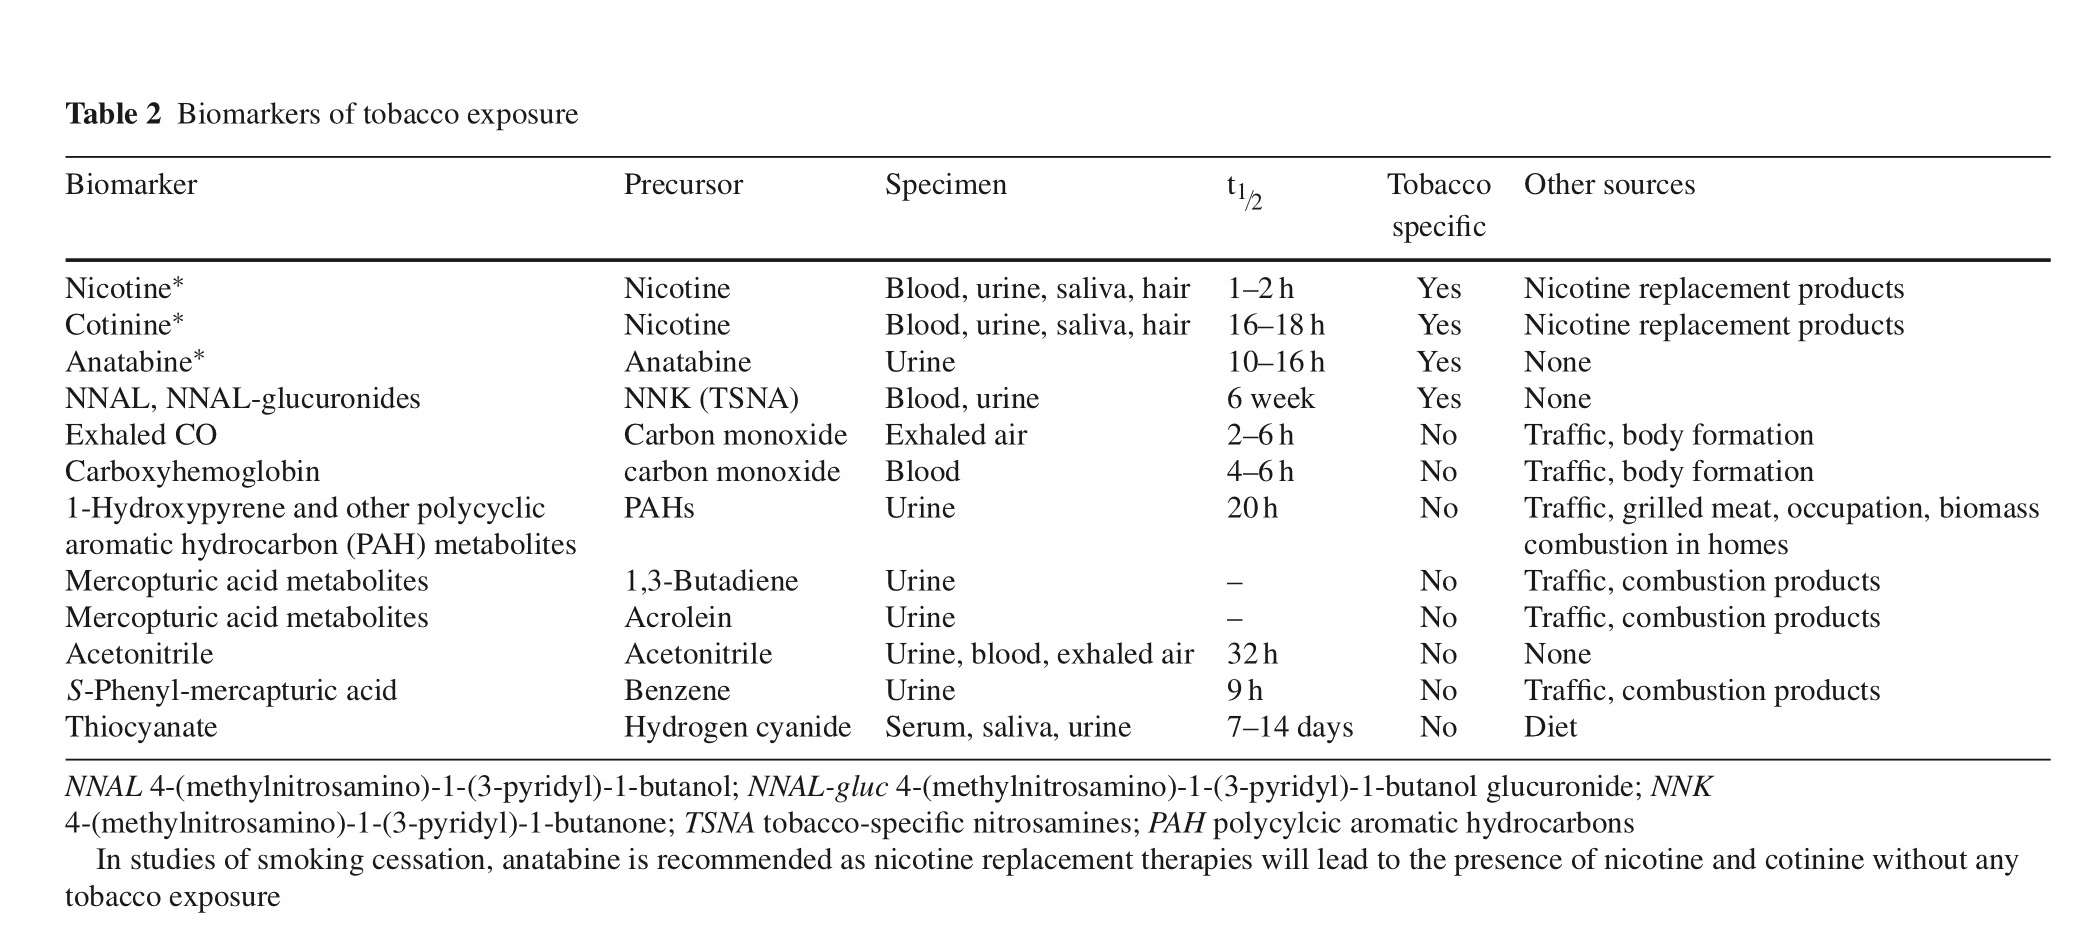 Table 2 Biomarkers of tobacco exposure
Biomarker Precursor Specimen t1/2 Tobacco specific Other sources
Nicotine* Nicotine Blood, urine, saliva, hair 1–2 h Yes Nicotine replacement products
Cotinine* Nicotine Blood, urine, saliva, hair 16–18 h Yes Nicotine replacement products
Anatabine* Anatabine Urine 10–16 h Yes None
NNAL, NNAL-glucuronides NNK (TSNA) Blood, urine 6 week Yes None
Exhaled CO Carbon monoxide Exhaled air 2–6 h No Traffic, body formation
Carboxyhemoglobin carbon monoxide Blood 4–6 h No Traffic, body formation
1-Hydroxypyrene and other polycyclic PAHs Urine 20 h No Traffic, grilled meat, occupation, biomass
aromatic hydrocarbon (PAH) metabolites combustion in homes
Mercopturic acid metabolites 1,3-Butadiene Urine – No Traffic, combustion products
Mercopturic acid metabolites Acrolein Urine – No Traffic, combustion products
Acetonitrile Acetonitrile Urine, blood, exhaled air 32 h No None
S-Phenyl-mercapturic acid Benzene Urine 9 h No Traffic, combustion products
Thiocyanate Hydrogen cyanide Serum, saliva, urine 7–14 days No Diet
NNAL 4-(methylnitrosamino)-1-(3-pyridyl)-1-butanol; NNAL-gluc 4-(methylnitrosamino)-1-(3-pyridyl)-1-butanol glucuronide; NNK
4-(methylnitrosamino)-1-(3-pyridyl)-1-butanone; TSNA tobacco-specific nitrosamines; PAH polycylcic aromatic hydrocarbons
In studies of smoking cessation, anatabine is recommended as nicotine replacement therapies will lead to the presence of nicotine and cotinine without any
tobacco exposure